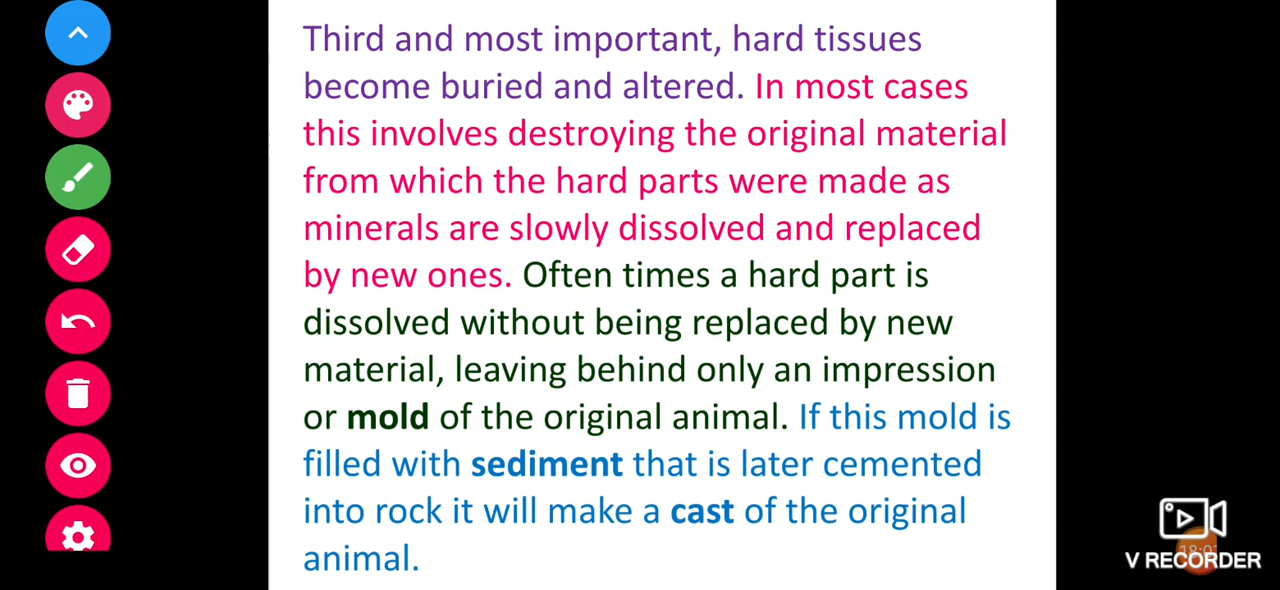 Third and most important, hard tissues
become buried and altered. In most cases
this involves destroying the original material
from which the hard parts were made as
minerals are slowly dissolved and replaced
by new ones. Often times a hard part is
dissolved without being replaced by new
material, leaving behind only an impression
or mold of the original animal. If this mold is
filled with sediment that is later cemented
into rock it will make a cast of the original
animal.
V RECORDER